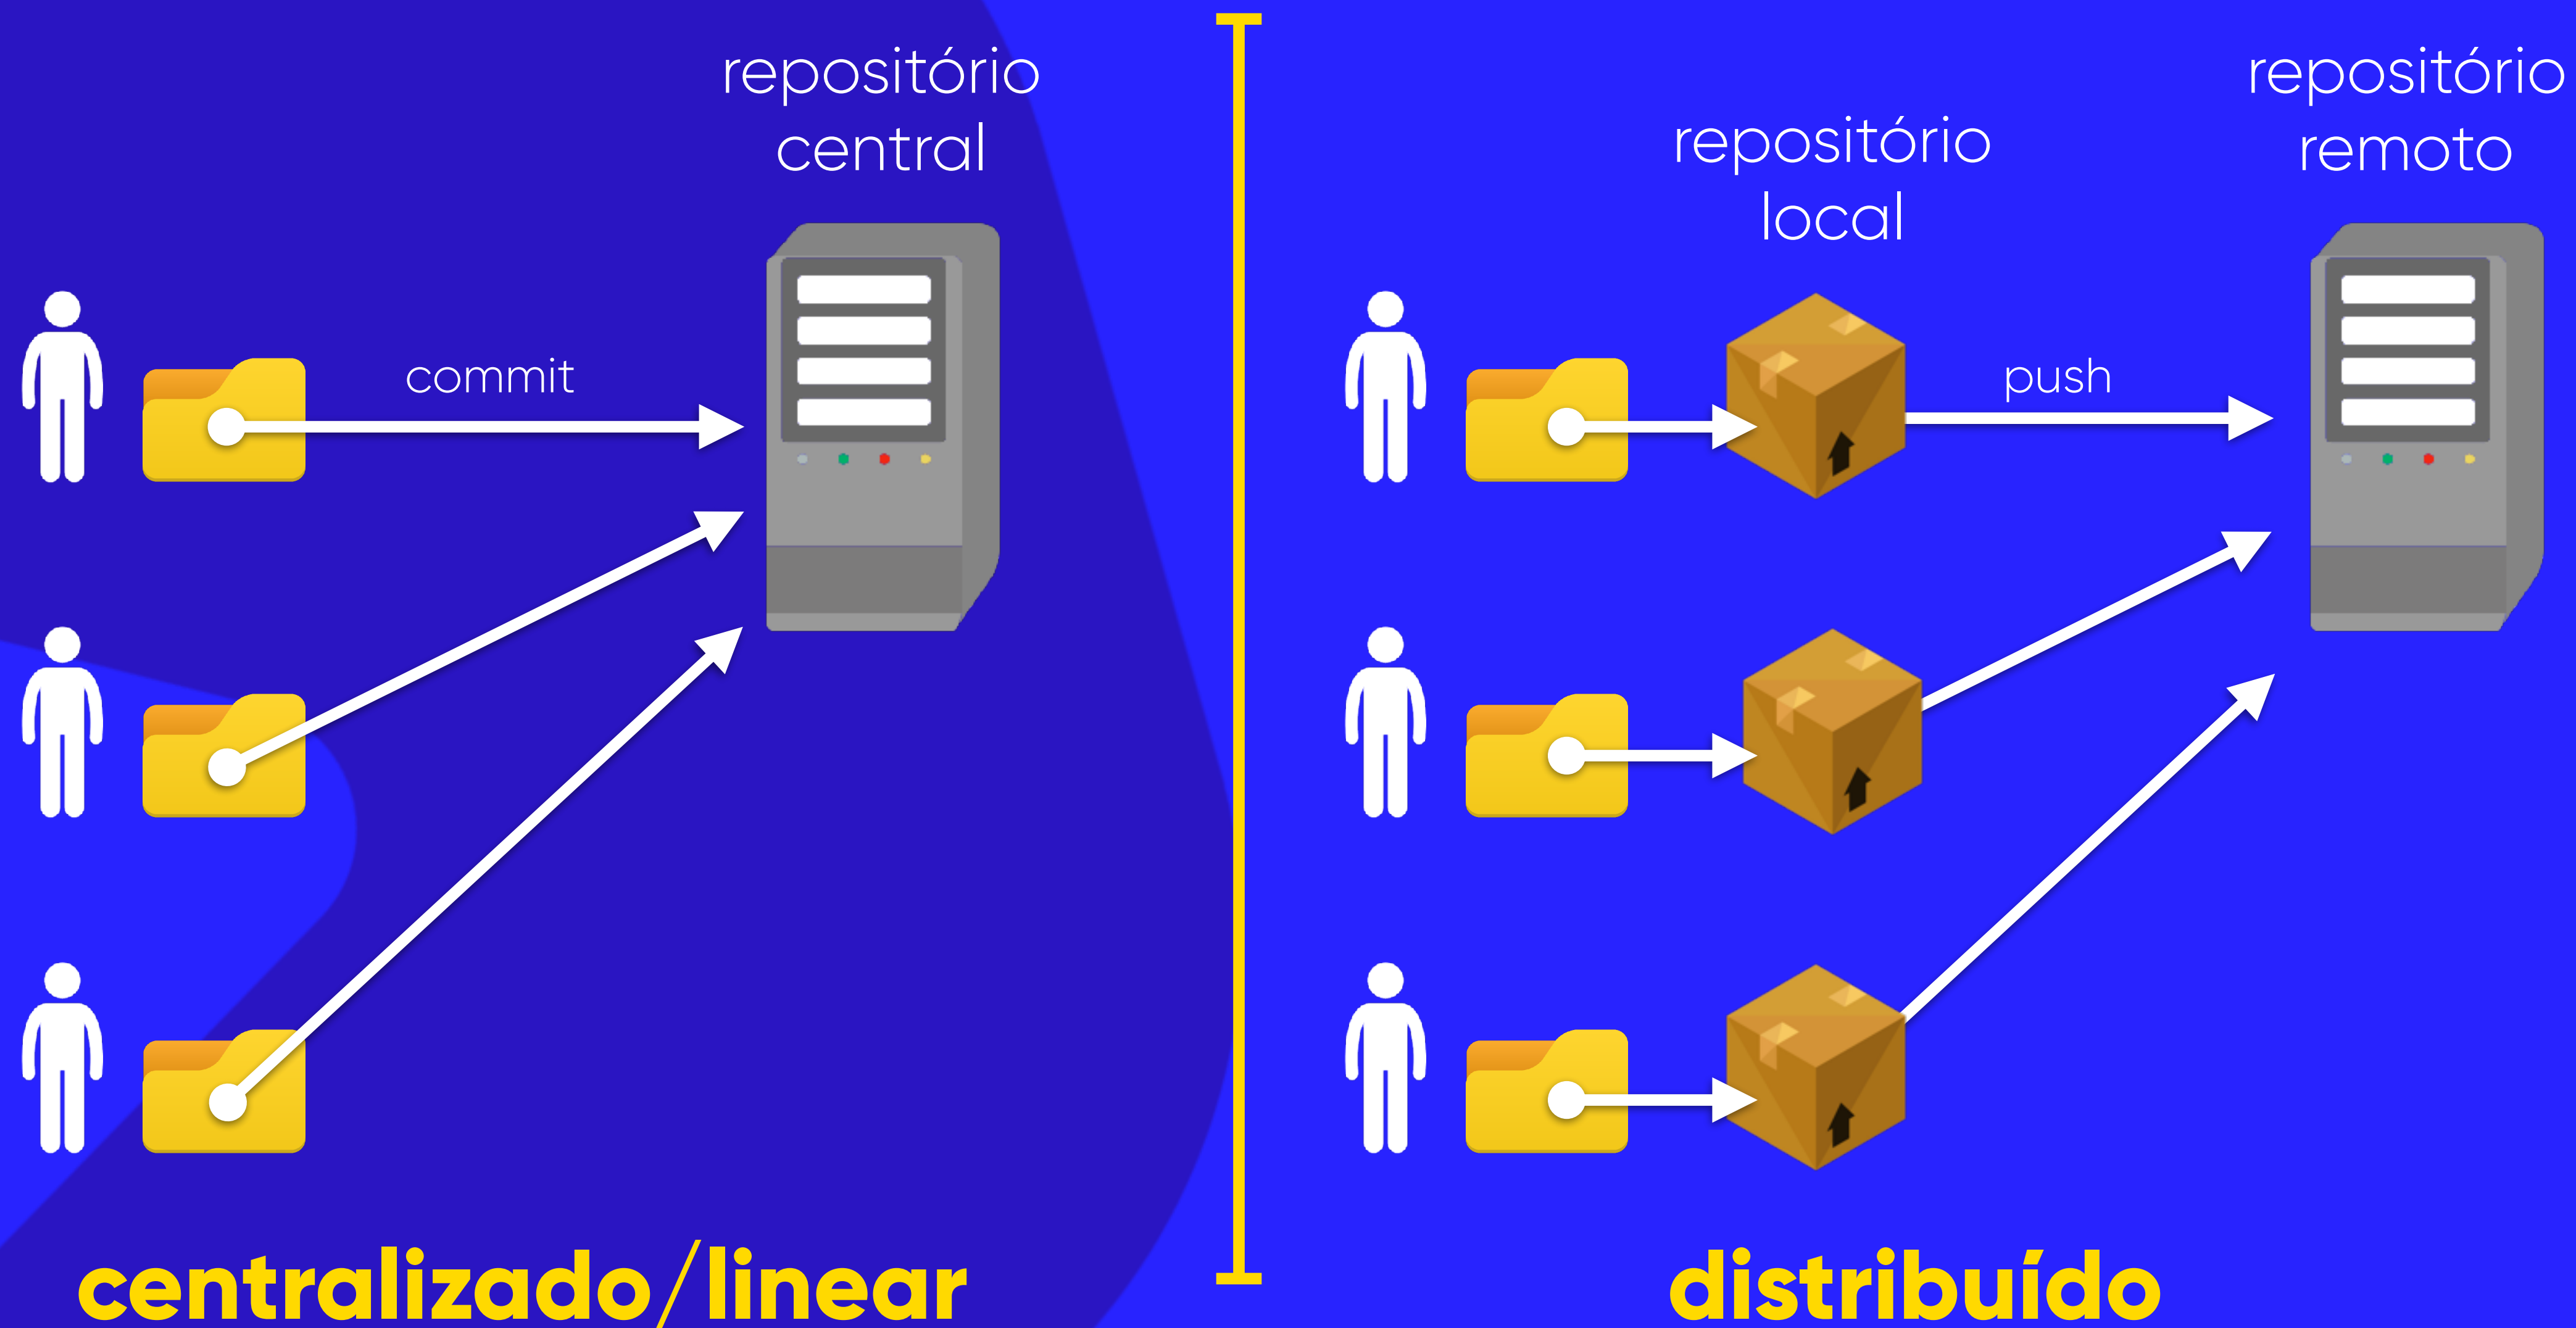 repositório
central
commit
centralizado/linear
repositório
local
repositório
remoto
push
distribuído